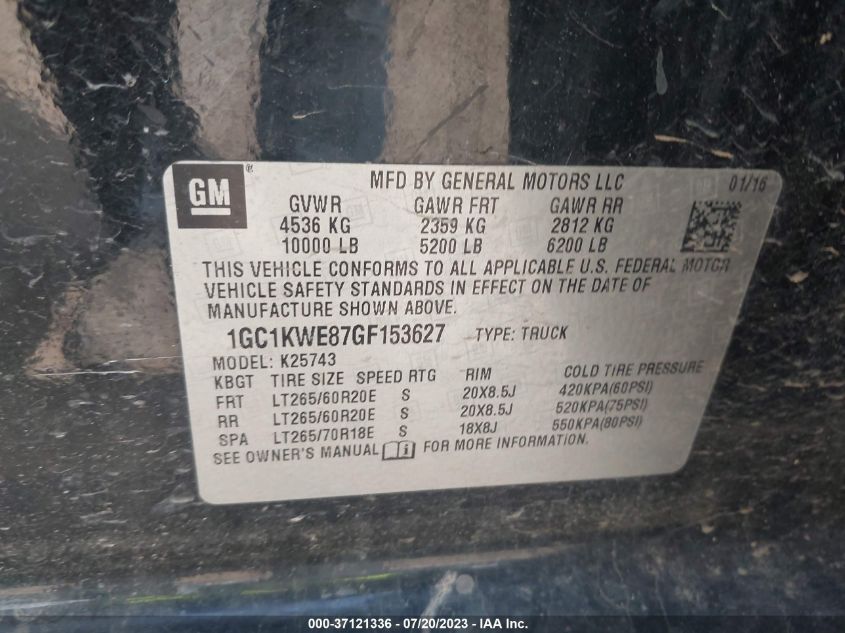 GM®
MFD BY GENERAL MOTORS LLC 01/16
GVWR GAWR FRT GAWR RR
4536 KG 2359 KG 2812 KG
10000 LB 5200 LB 6200 LB
THIS VEHICLE CONFORMS TO ALL APPLICABLE U.S. FEDERAL MOTOR
VEHICLE SAFETY STANDARDS IN EFFECT ON THE DATE OF
MANUFACTURE SHOWN ABOVE.
1GC1KWE87GF153627 TYPE: TRUCK
MODEL: K25743
KBGT TIRE SIZE SPEED RTG RIM COLD TIRE PRESSURE
FRT LT265/60R20E S 20X8.5J 420KPA(60PSI)
RR LT265/60R20E S 20X8.5J 520KPA(75PSI)
SPA LT265/70R18E S 18X8J 550KPA(80PSI)
SEE OWNER'S MANUAL FOR MORE INFORMATION.
000-37121336 - 07/20/2023 - IAA Inc.